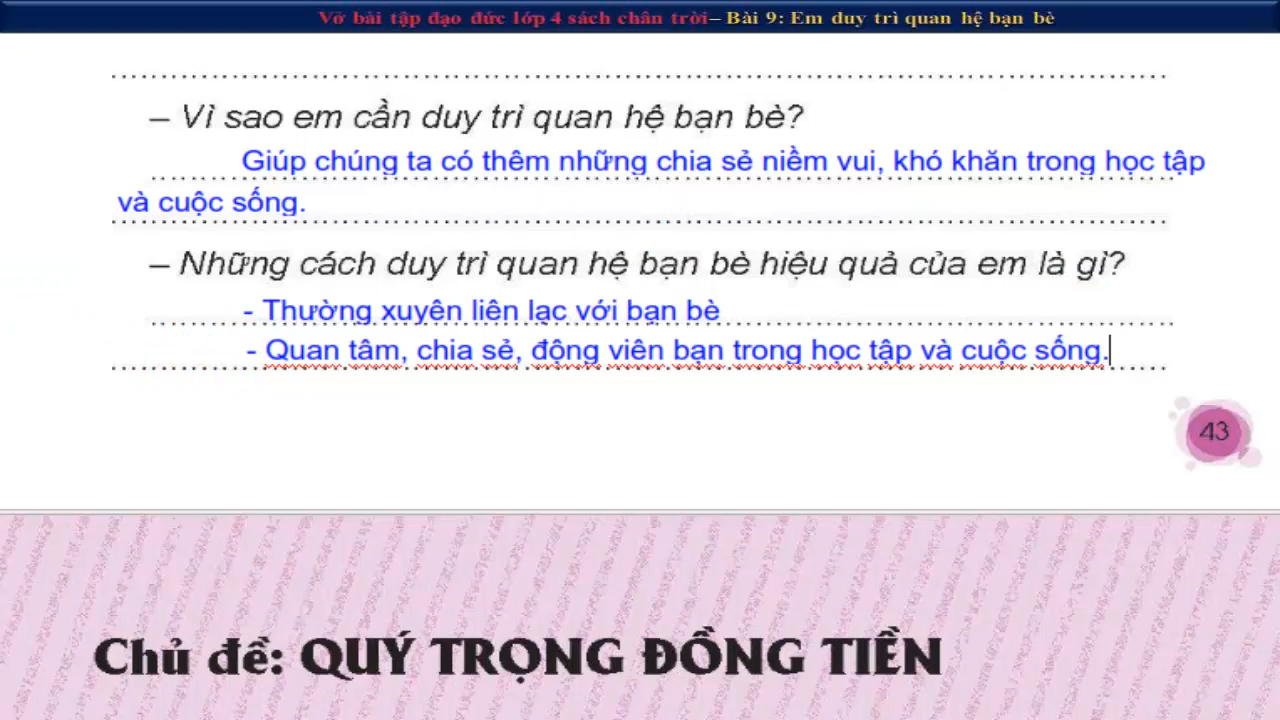 Vở bài tập đạo đức lớp 4 sách chân trời– Bài 9: Em duy trì quan hệ bạn bè
– Vì sao em cần duy trì quan hệ bạn bè?
Giúp chúng ta có thêm những chia sẻ niềm vui, khó khăn trong học tập
và cuộc sống.
– Những cách duy trì quan hệ bạn bè hiệu quả của em là gì?
- Thường xuyên liên lạc với bạn bè
- Quan tâm, chia sẻ, động viên bạn trong học tập và cuộc sống.
43
Chủ đề: QUÝ TRỌNG ĐỒNG TIỀN